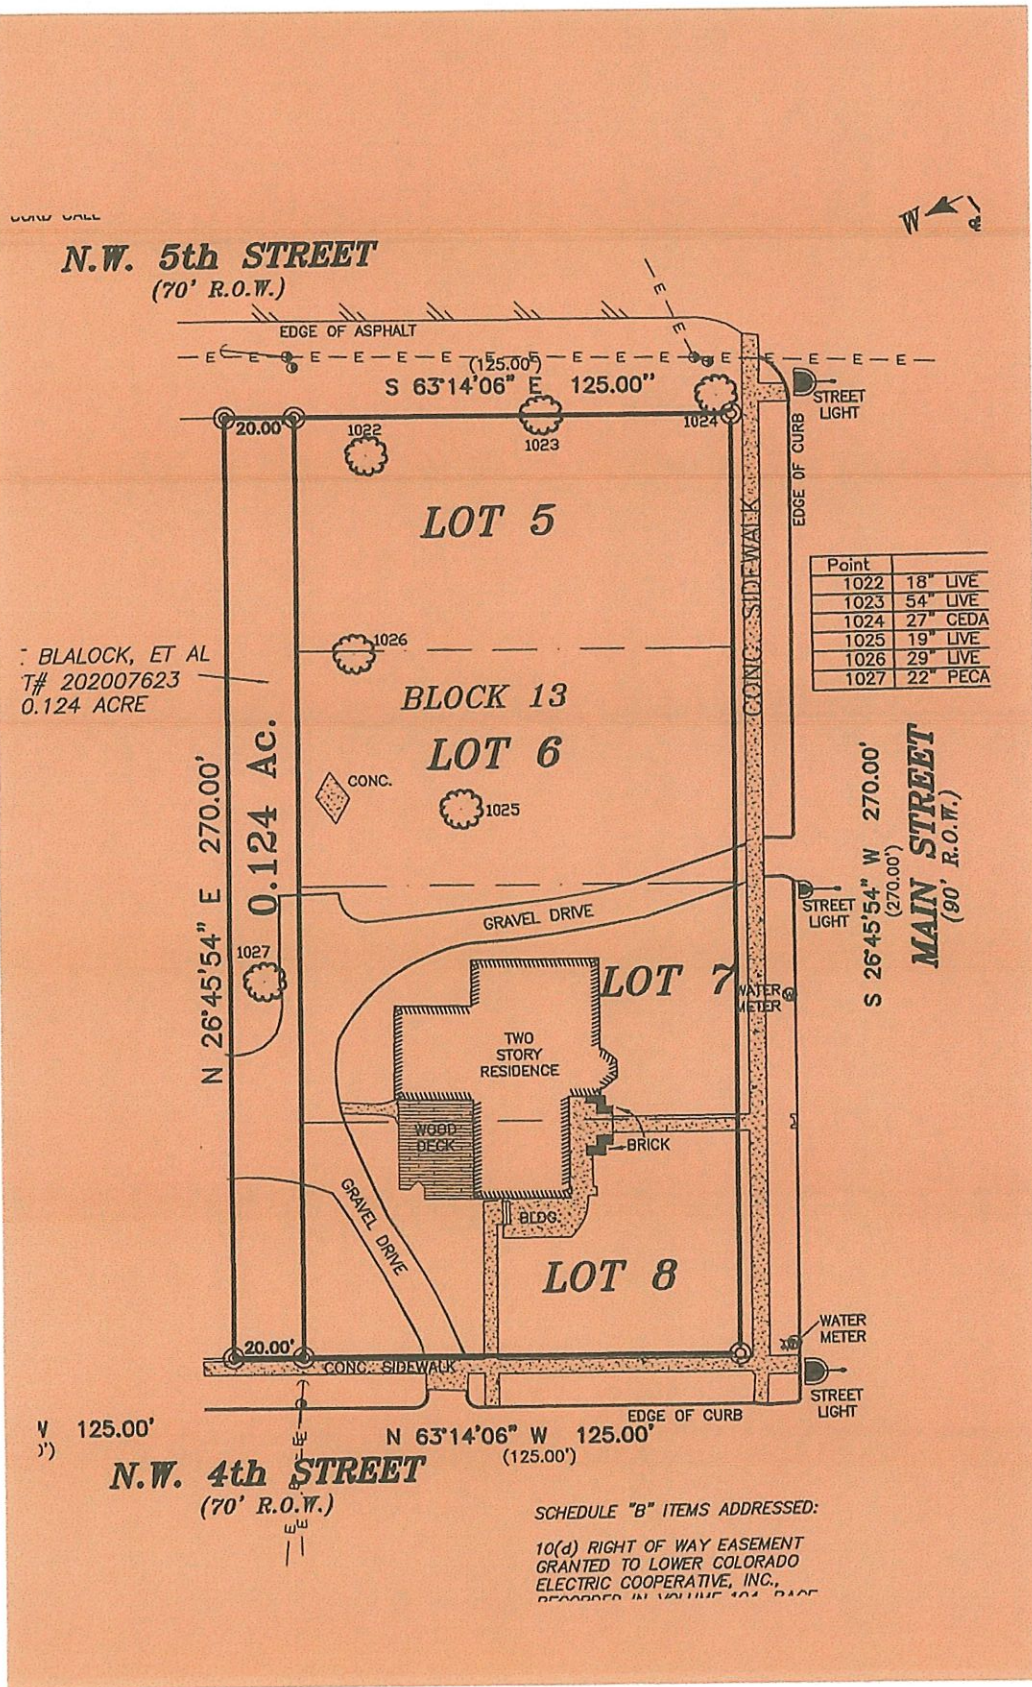 W
N.W. 5th STREET
(70' R.O.W.)
EDGE OF ASPHALT
E E E E E E E E E E E E E E E
(125.00')
S 63°14'06" E 125.00"
STREET
LIGHT
20.00'
1022
1023
1024
EDGE OF CURB
LOT 5
CONC. SIDEWALK
Point
1022 18" LIVE
1023 54" LIVE
1024 27" CEDA
1025 19" LIVE
1026 29" LIVE
1027 22" PECA
1026
BLALOCK, ET AL
T# 202007623
0.124 ACRE
BLOCK 13
LOT 6
CONC.
1025
N 26°45'54" E 270.00'
0.124 Ac.
S 26°45'54" W 270.00'
(270.00')
MAIN STREET
(90' R.O.W.)
GRAVEL DRIVE
STREET
LIGHT
1027
LOT 7
WATER
METER
TWO
STORY
RESIDENCE
WOOD
DECK
BRICK
GRAVEL DRIVE
BLDG.
LOT 8
WATER
METER
20.00'
CONC. SIDEWALK
STREET
LIGHT
EDGE OF CURB
125.00'
N 63°14'06" W 125.00'
(125.00')
N.W. 4th STREET
(70' R.O.W.)
SCHEDULE "B" ITEMS ADDRESSED:
10(d) RIGHT OF WAY EASEMENT
GRANTED TO LOWER COLORADO
ELECTRIC COOPERATIVE, INC.,
RECORDED IN VOLUME 104, PAGE